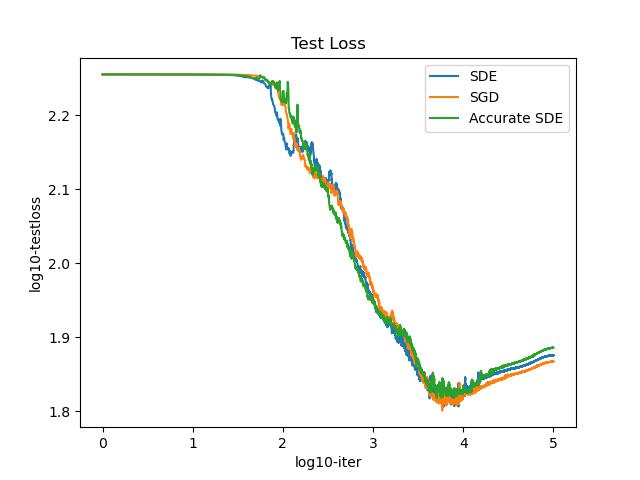 Test Loss
SDE
SGD
Accurate SDE
2.2
2.1
2.0
1.9
1.8
log10-testloss
0 1 2 3 4 5
log10-iter